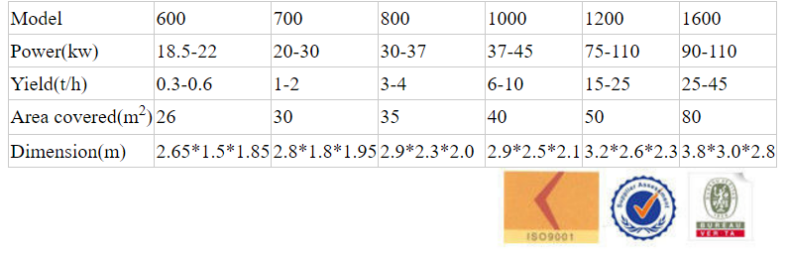 Model 600 700 800 1000 1200 1600
Power(kw) 18.5-22 20-30 30-37 37-45 75-110 90-110
Yield(t/h) 0.3-0.6 1-2 3-4 6-10 15-25 25-45
Area covered(m²) 26 30 35 40 50 80
Dimension(m) 2.65*1.5*1.85 2.8*1.8*1.95 2.9*2.3*2.0 2.9*2.5*2.1 3.2*2.6*2.3 3.8*3.0*2.8
ISO9001
Supplier Assessment
BUREAU